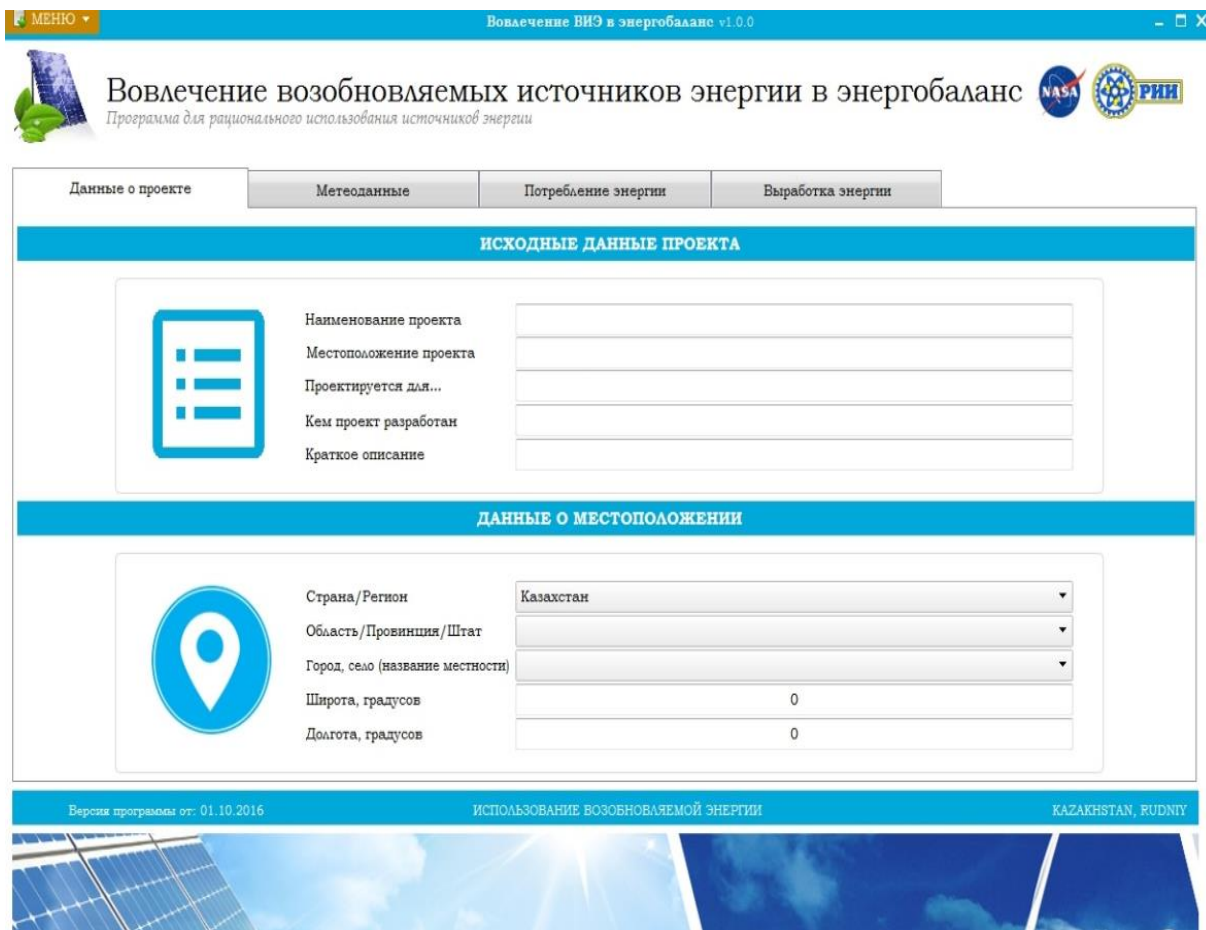 МЕНЮ
Вовлечение ВИЭ в энергобаланс v1.0.0
Вовлечение возобновляемых источников энергии в энергобаланс
NASA
РИИ
Программа для рационального использования источников энергии
Данные о проекте
Метеоданные
Потребление энергии
Выработка энергии
ИСХОДНЫЕ ДАННЫЕ ПРОЕКТА
Наименование проекта
Местоположение проекта
Проектируется для...
Кем проект разработан
Краткое описание
ДАННЫЕ О МЕСТОПОЛОЖЕНИИ
Страна/Регион Казахстан
Область/Провинция/Штат
Город, село (название местности)
Широта, градусов 0
Долгота, градусов 0
Версия программы от: 01.10.2016
ИСПОЛЬЗОВАНИЕ ВОЗОБНОВЛЯЕМОЙ ЭНЕРГИИ
KAZAKHSTAN, RUDNIY